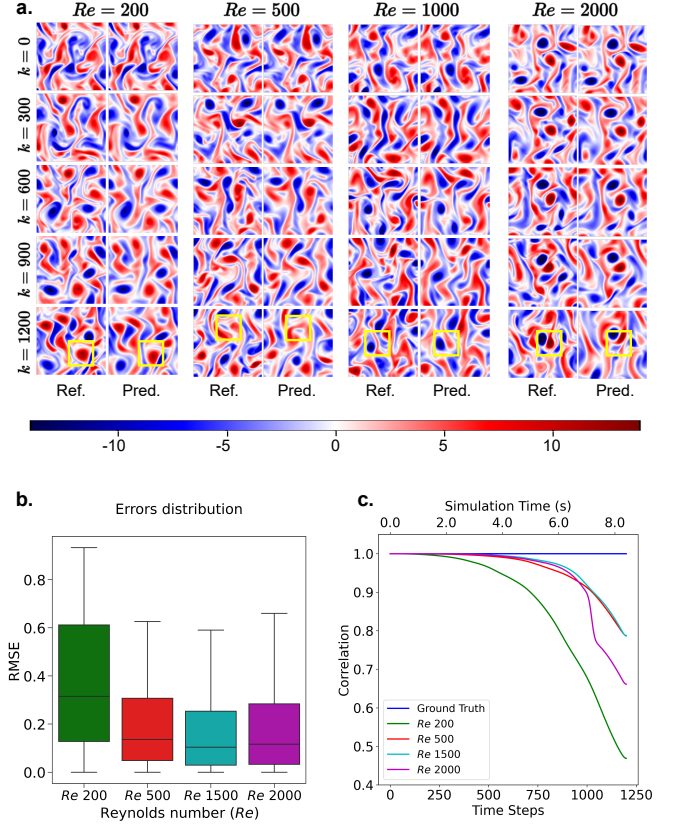 a.
Re = 200 Re = 500 Re = 1000 Re = 2000
k = 0
k = 300
k = 600
k = 900
k = 1200
Ref. Pred. Ref. Pred. Ref. Pred. Ref. Pred.
-10 -5 0 5 10
b.
Errors distribution
RMSE
0.8
0.6
0.4
0.2
0.0
Re 200 Re 500 Re 1500 Re 2000
Reynolds number (Re)
c.
Simulation Time (s)
0.0 2.0 4.0 6.0 8.0
Correlation
1.0
0.9
0.8
0.7
0.6
0.5
0.4
Ground Truth
Re 200
Re 500
Re 1500
Re 2000
0 250 500 750 1000 1250
Time Steps